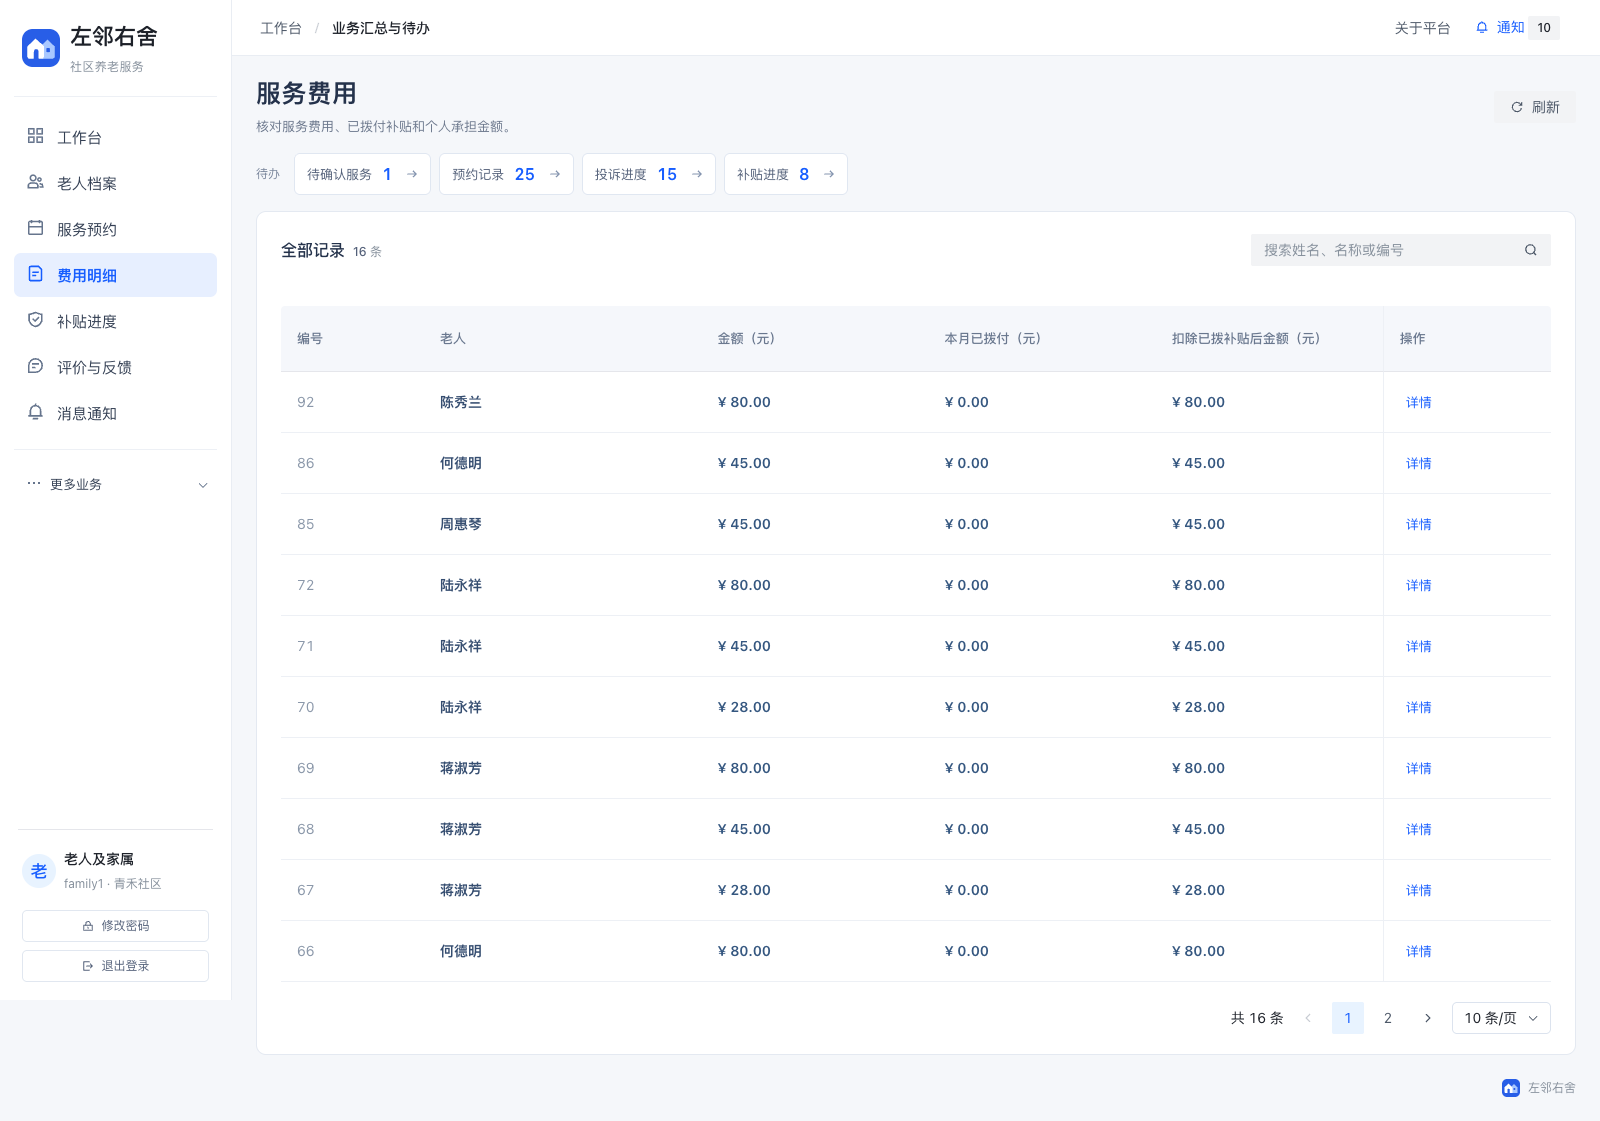 左邻右舍
社区养老服务
工作台
老人档案
服务预约
费用明细
补贴进度
评价与反馈
消息通知
更多业务
老
老人及家属
family1 · 青禾社区
修改密码
退出登录
工作台 / 业务汇总与待办
关于平台 通知 10
服务费用
核对服务费用、已拨付补贴和个人承担金额。
刷新
待办 待确认服务 1 → 预约记录 25 → 投诉进度 15 → 补贴进度 8 →
全部记录 16 条
搜索姓名、名称或编号
编号 老人 金额（元） 本月已拨付（元） 扣除已拨补贴后金额（元） 操作
92 陈秀兰 ¥ 80.00 ¥ 0.00 ¥ 80.00 详情
86 何德明 ¥ 45.00 ¥ 0.00 ¥ 45.00 详情
85 周惠琴 ¥ 45.00 ¥ 0.00 ¥ 45.00 详情
72 陆永祥 ¥ 80.00 ¥ 0.00 ¥ 80.00 详情
71 陆永祥 ¥ 45.00 ¥ 0.00 ¥ 45.00 详情
70 陆永祥 ¥ 28.00 ¥ 0.00 ¥ 28.00 详情
69 蒋淑芳 ¥ 80.00 ¥ 0.00 ¥ 80.00 详情
68 蒋淑芳 ¥ 45.00 ¥ 0.00 ¥ 45.00 详情
67 蒋淑芳 ¥ 28.00 ¥ 0.00 ¥ 28.00 详情
66 何德明 ¥ 80.00 ¥ 0.00 ¥ 80.00 详情
共 16 条 1 2 10 条/页
左邻右舍